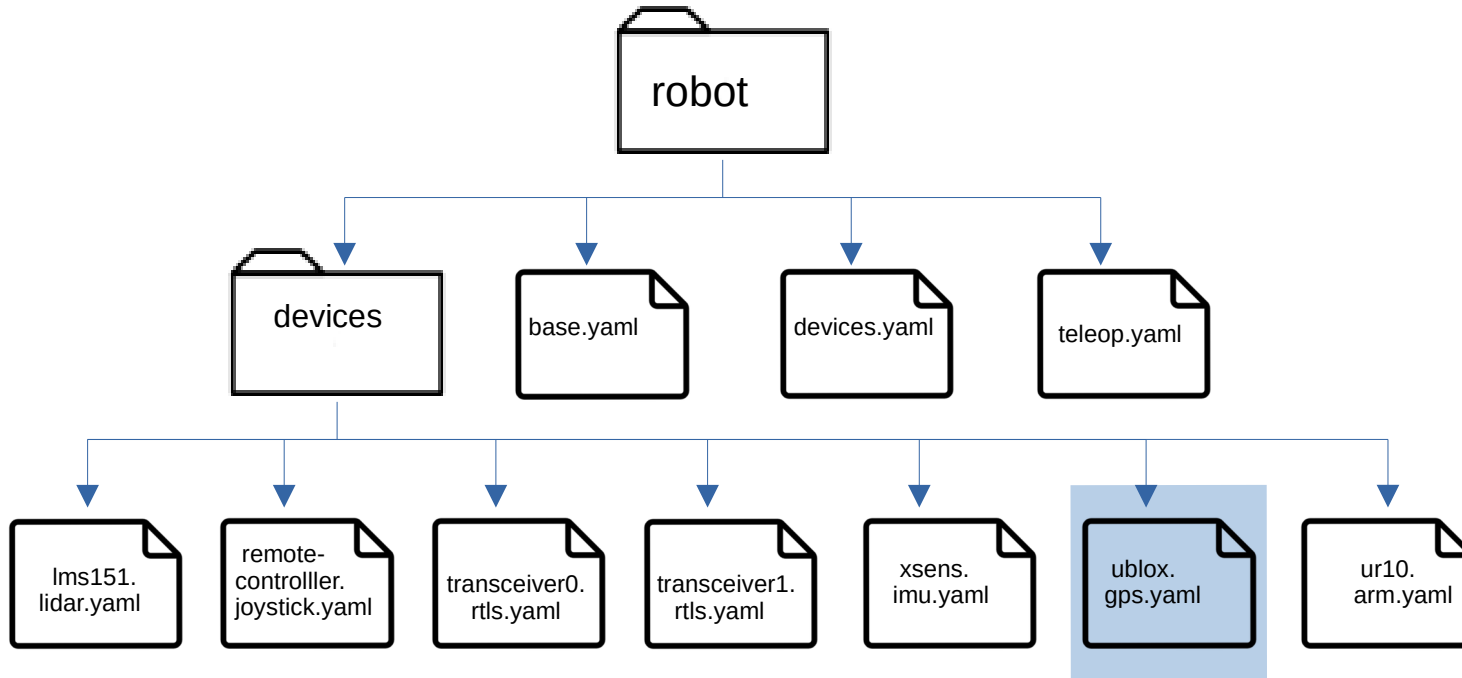 robot
devices
base.yaml
devices.yaml
teleop.yaml
lms151.
lidar.yaml
remote-
controlller.
joystick.yaml
transceiver0.
rtls.yaml
transceiver1.
rtls.yaml
xsens.
imu.yaml
ublox.
gps.yaml
ur10.
arm.yaml